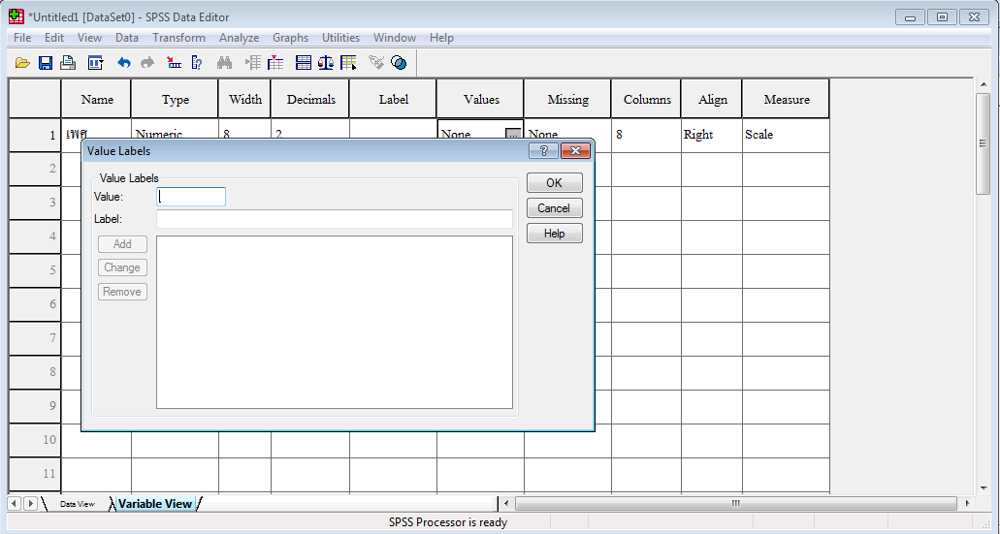 *Untitled1 [DataSet0] - SPSS Data Editor
File Edit View Data Transform Analyze Graphs Utilities Window Help
Name Type Width Decimals Label Values Missing Columns Align Measure
1 เพศ Numeric 8 2 None ... None 8 Right Scale
Value Labels
2
Value Labels
OK
3
Value:
Label:
Cancel
4
Add
Help
5
Change
6
Remove
7
8
9
10
11
Data View Variable View
SPSS Processor is ready